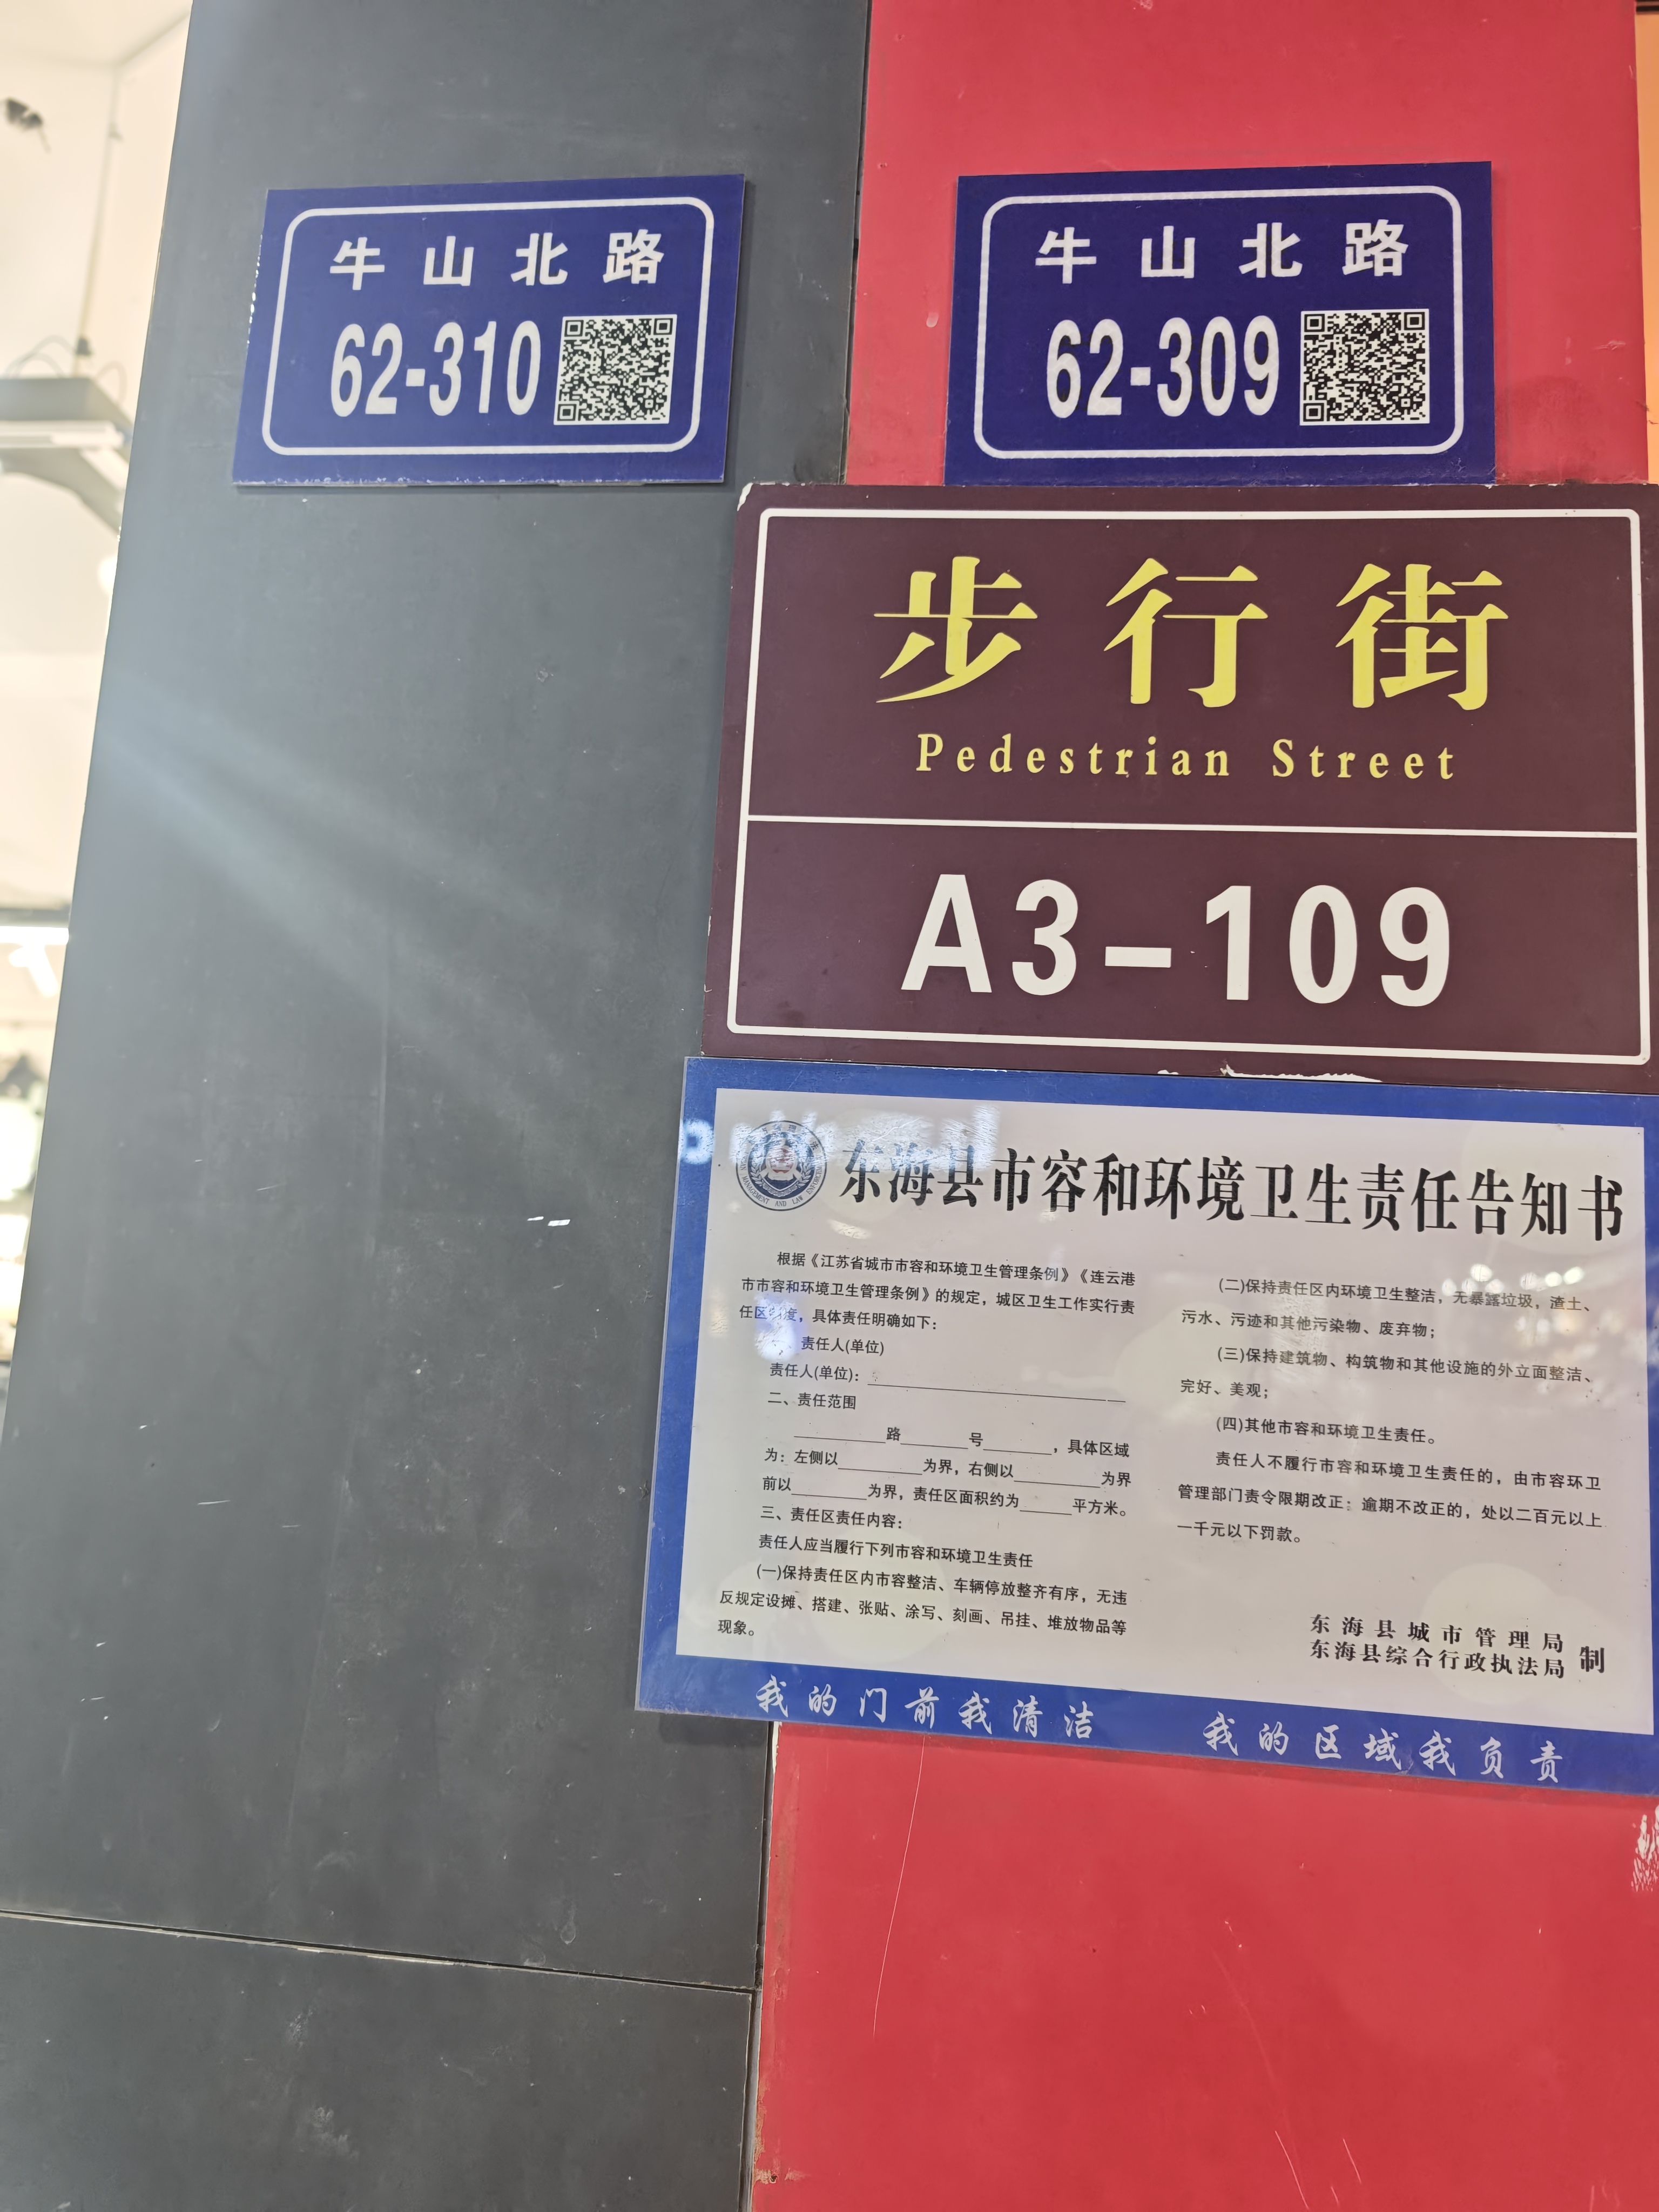 牛山北路
62-310
牛山北路
62-309
步行街
Pedestrian Street
A3-109
东海县市容和环境卫生责任告知书
根据《江苏省城市市容和环境卫生管理条例》《连云港
市市容和环境卫生管理条例》的规定，城区卫生工作实行责
任区制度，具体责任明确如下：
责任人(单位)
责任人(单位)：
二、责任范围
路 号 ，具体区域
为：左侧以 为界，右侧以 为界
前以 为界，责任区面积约为 平方米。
三、责任区责任内容：
责任人应当履行下列市容和环境卫生责任
(一)保持责任区内市容整洁、车辆停放整齐有序，无违
反规定设摊、搭建、张贴、涂写、刻画、吊挂、堆放物品等
现象。
(二)保持责任区内环境卫生整洁，无暴露垃圾，渣土、
污水、污迹和其他污染物、废弃物；
(三)保持建筑物、构筑物和其他设施的外立面整洁、
完好、美观；
(四)其他市容和环境卫生责任。
责任人不履行市容和环境卫生责任的，由市容环卫
管理部门责令限期改正；逾期不改正的，处以二百元以上
一千元以下罚款。
东海县城市管理局
东海县综合行政执法局 制
我的门前我清洁 我的区域我负责